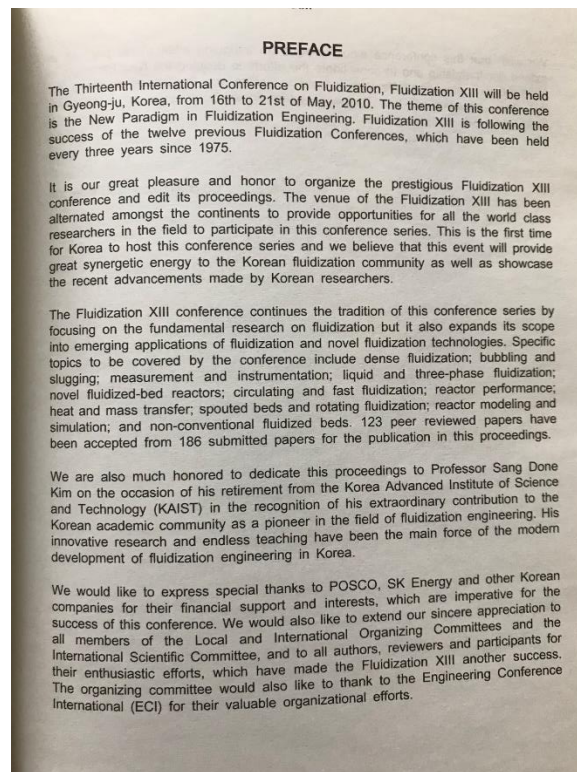 PREFACE
The Thirteenth International Conference on Fluidization, Fluidization XIII will be held
in Gyeong-ju, Korea, from 16th to 21st of May, 2010. The theme of this conference
is the New Paradigm in Fluidization Engineering. Fluidization XIII is following the
success of the twelve previous Fluidization Conferences, which have been held
every three years since 1975.
It is our great pleasure and honor to organize the prestigious Fluidization XIII
conference and edit its proceedings. The venue of the Fluidization XIII has been
alternated amongst the continents to provide opportunities for all the world class
researchers in the field to participate in this conference series. This is the first time
for Korea to host this conference series and we believe that this event will provide
great synergetic energy to the Korean fluidization community as well as showcase
the recent advancements made by Korean researchers.
The Fluidization XIII conference continues the tradition of this conference series by
focusing on the fundamental research on fluidization but it also expands its scope
into emerging applications of fluidization and novel fluidization technologies. Specific
topics to be covered by the conference include dense fluidization; bubbling and
slugging; measurement and instrumentation; liquid and three-phase fluidization;
novel fluidized-bed reactors; circulating and fast fluidization; reactor performance;
heat and mass transfer; spouted beds and rotating fluidization; reactor modeling and
simulation; and non-conventional fluidized beds. 123 peer reviewed papers have
been accepted from 186 submitted papers for the publication in this proceedings.
We are also much honored to dedicate this proceedings to Professor Sang Done
Kim on the occasion of his retirement from the Korea Advanced Institute of Science
and Technology (KAIST) in the recognition of his extraordinary contribution to the
Korean academic community as a pioneer in the field of fluidization engineering. His
innovative research and endless teaching have been the main force of the modern
development of fluidization engineering in Korea.
We would like to express special thanks to POSCO, SK Energy and other Korean
companies for their financial support and interests, which are imperative for the
success of this conference. We would also like to extend our sincere appreciation to
all members of the Local and International Organizing Committees and the
International Scientific Committee, and to all authors, reviewers and participants for
their enthusiastic efforts, which have made the Fluidization XIII another success.
The organizing committee would also like to thank to the Engineering Conference
International (ECI) for their valuable organizational efforts.